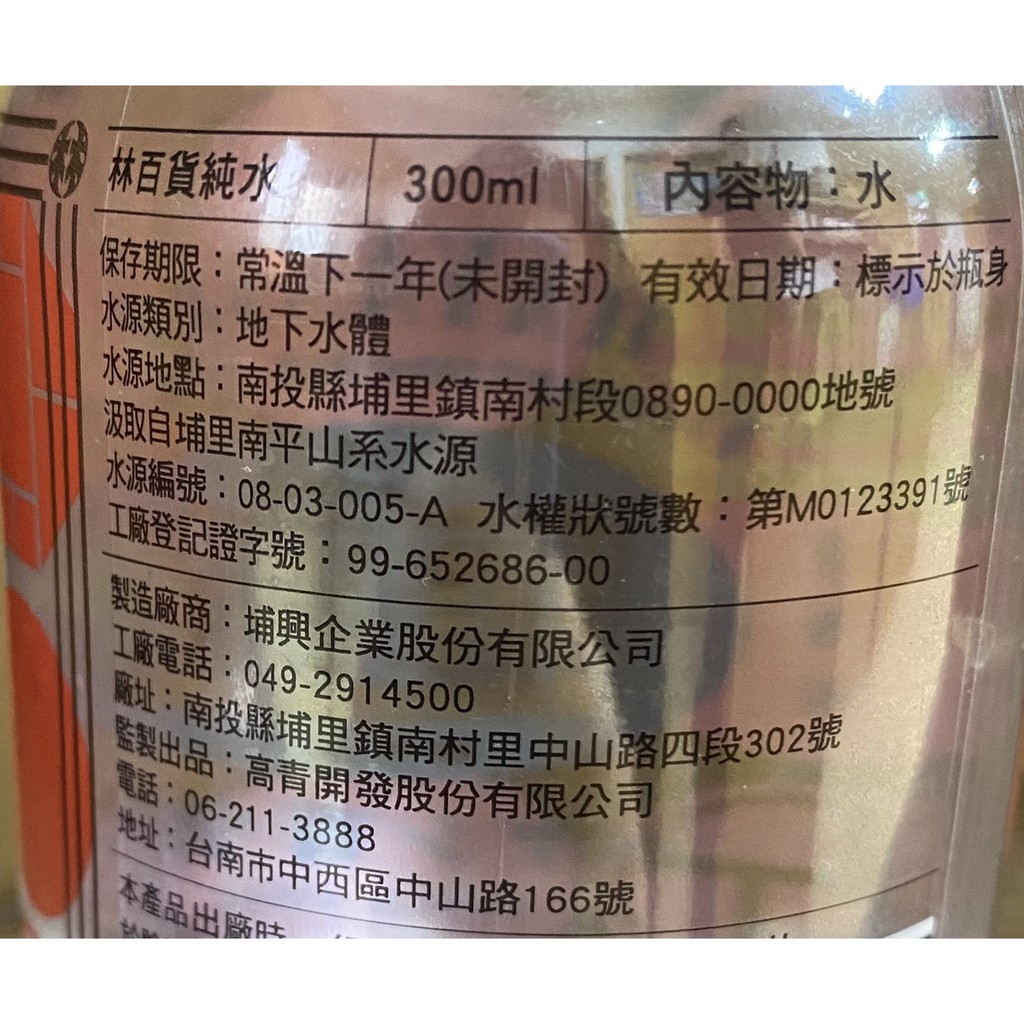 林百貨純水 300ml 內容物：水
保存期限：常溫下一年(未開封) 有效日期：標示於瓶身
水源類別：地下水體
水源地點：南投縣埔里鎮南村段0890-0000地號
汲取自埔里南平山系水源
水源編號：08-03-005-A 水權狀號數：第M0123391號
工廠登記證字號：99-652686-00
製造廠商：埔興企業股份有限公司
工廠電話：049-2914500
廠址：南投縣埔里鎮南村里中山路四段302號
監製出品：高青開發股份有限公司
電話：06-211-3888
地址：台南市中西區中山路166號
本產品出廠時